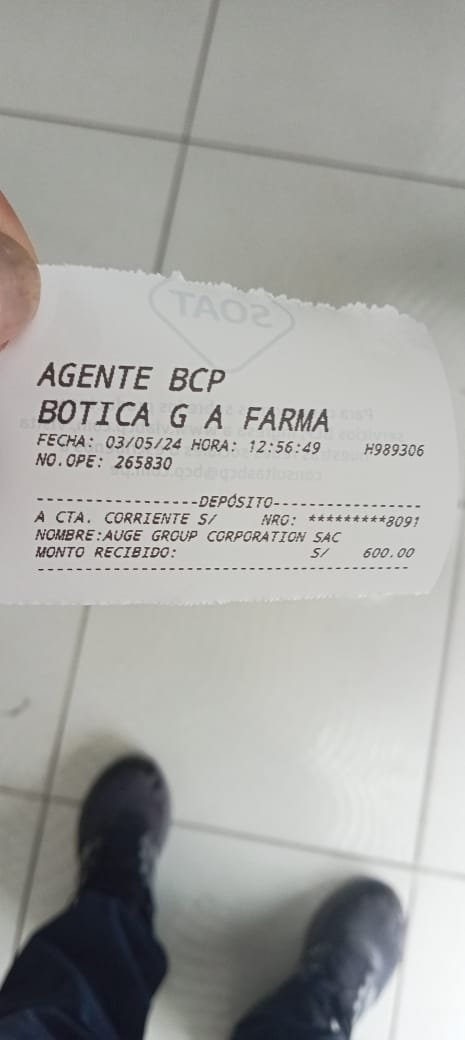 AGENTE BCP
BOTICA G A FARMA
FECHA: 03/05/24 HORA: 12:56:49 H989306
NO.OPE: 265830
------------------DEPÓSITO----------------
A CTA. CORRIENTE S/ NRO: *********8091
NOMBRE:AUGE GROUP CORPORATION SAC
MONTO RECIBIDO: S/ 600.00
------------------------------------------
SOAT